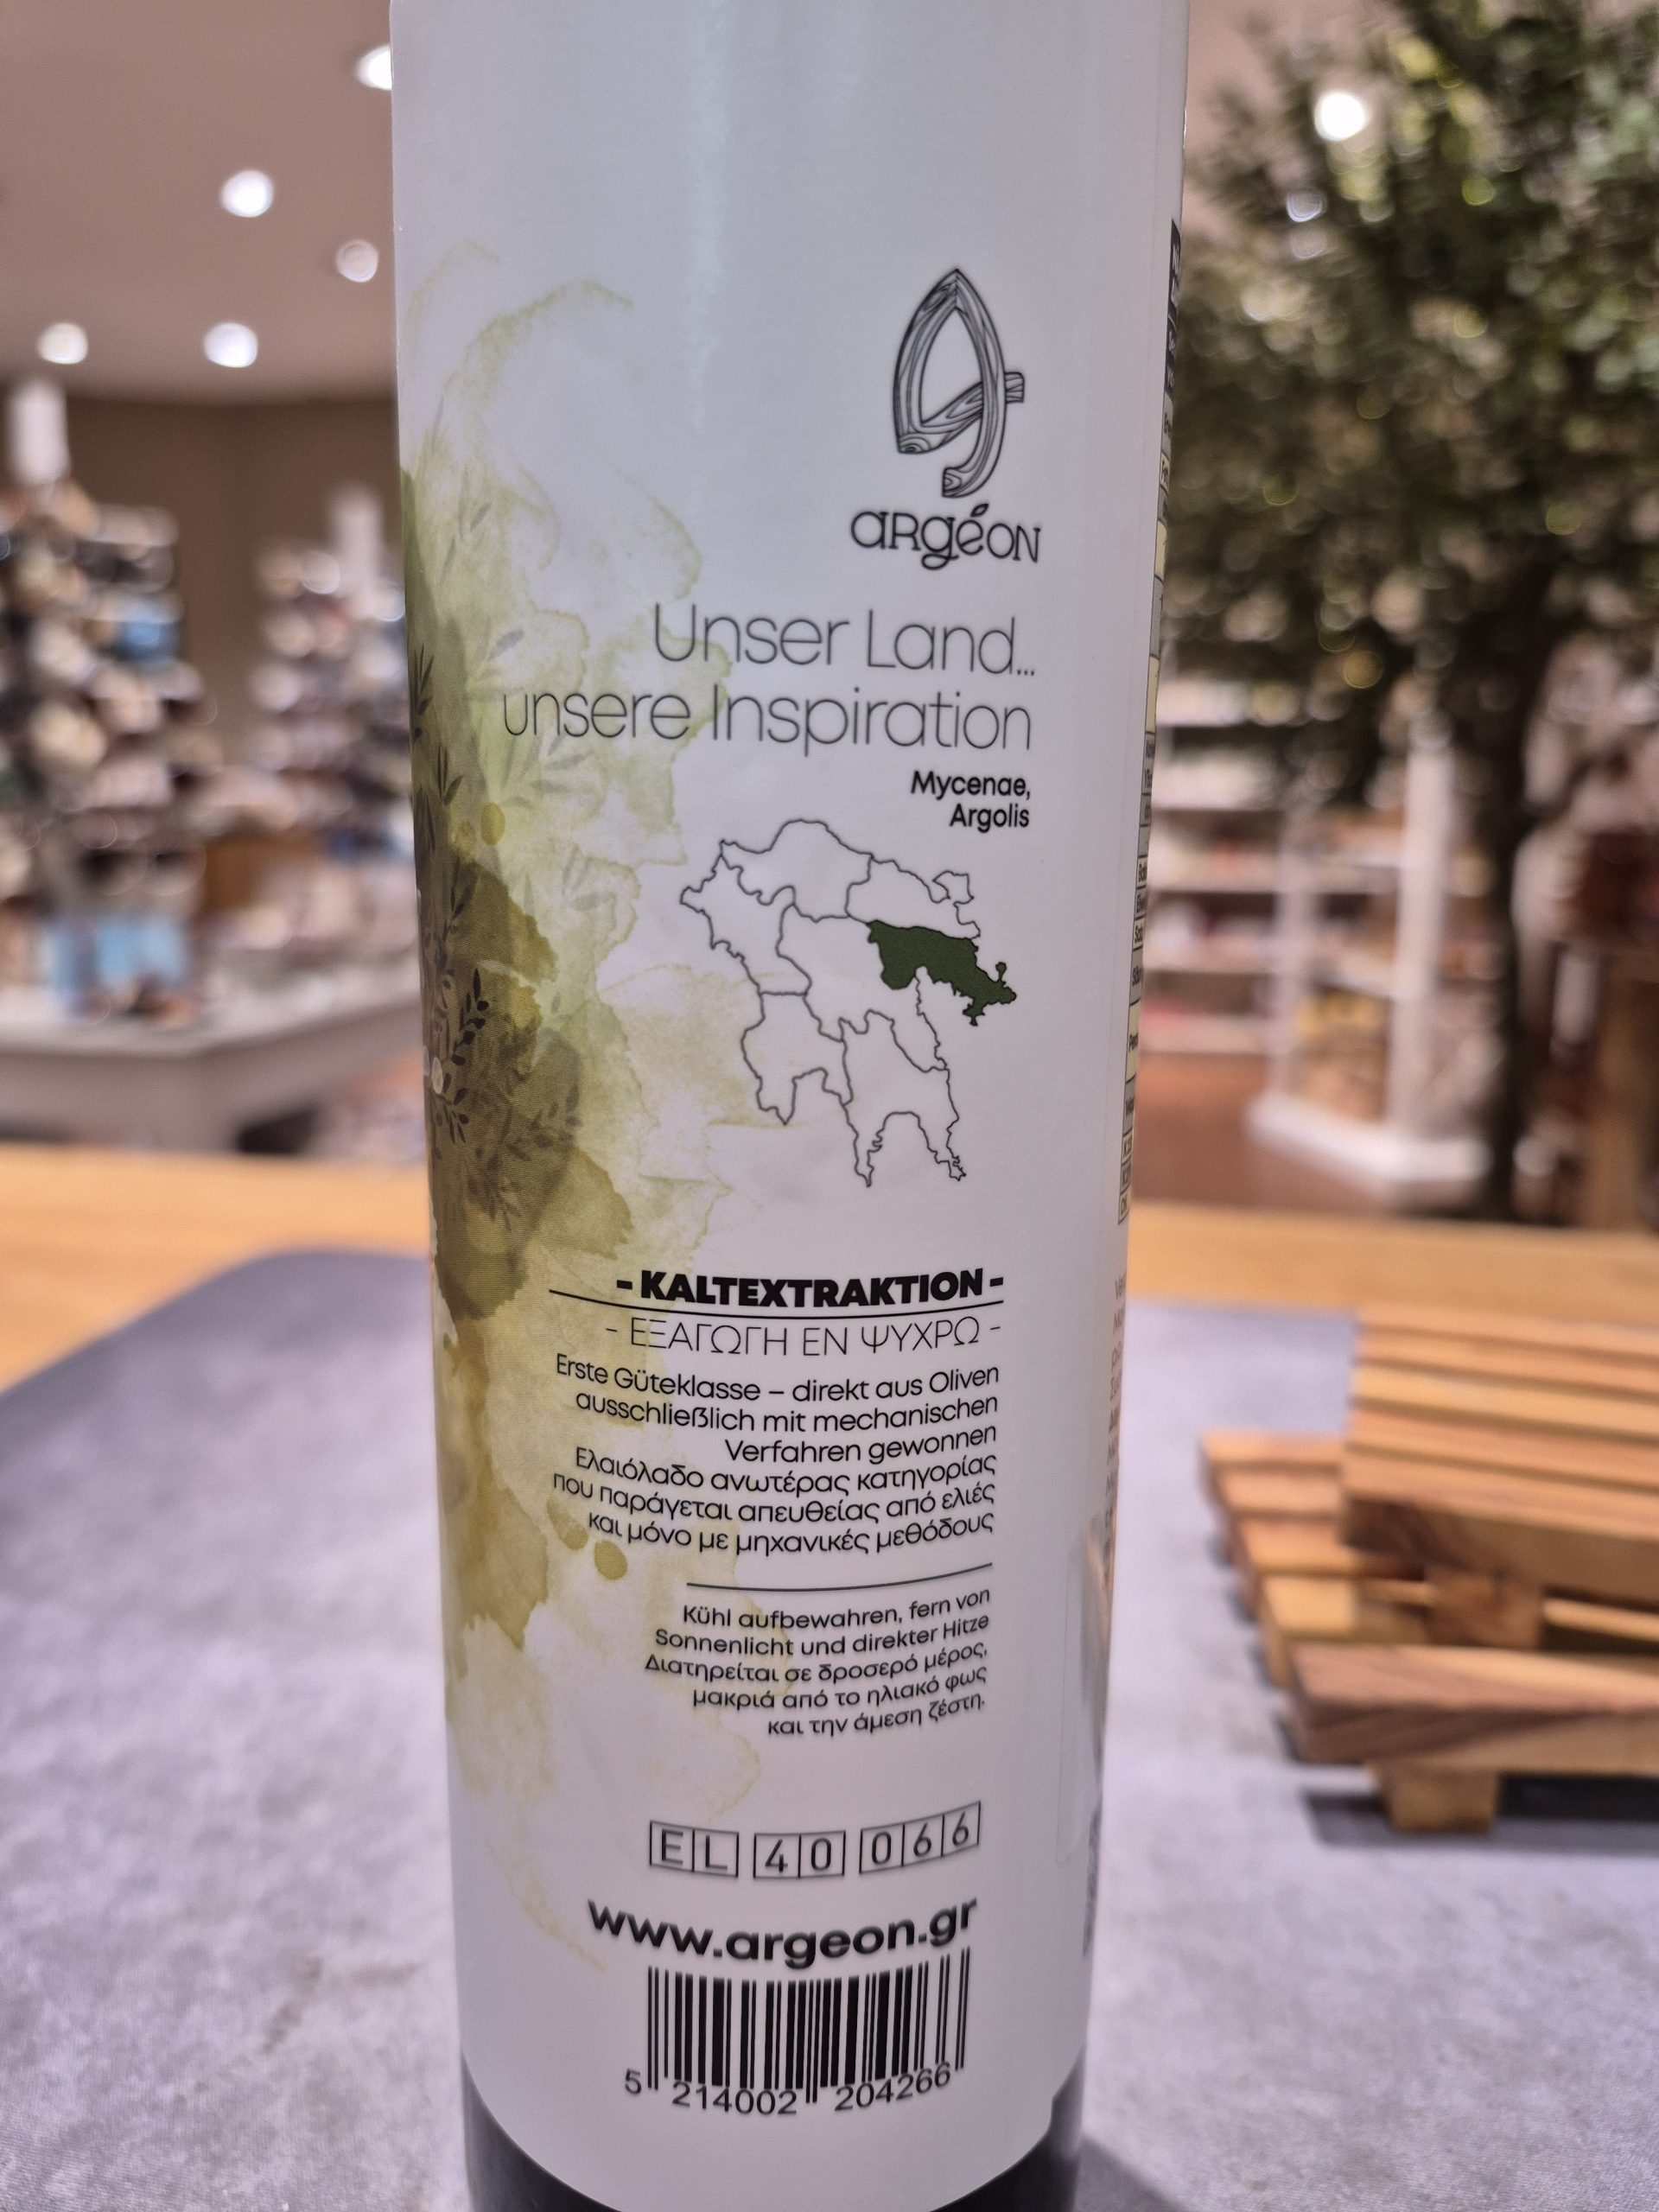 argéon
Unser Land...
unsere Inspiration
Mycenae,
Argolis
- KALTEXTRAKTION -
- ΕΞΑΓΩΓΗ ΕΝ ΨΥΧΡΩ -
Erste Güteklasse – direkt aus Oliven
ausschließlich mit mechanischen
Verfahren gewonnen
Ελαιόλαδο ανωτέρας κατηγορίας
που παράγεται απευθείας από ελιές
και μόνο με μηχανικές μεθόδους
Kühl aufbewahren, fern von
Sonnenlicht und direkter Hitze
Διατηρείται σε δροσερό μέρος,
μακριά από το ηλιακό φως
και την άμεση ζέστη.
EL 40 066
www.argeon.gr
5 214002 204266